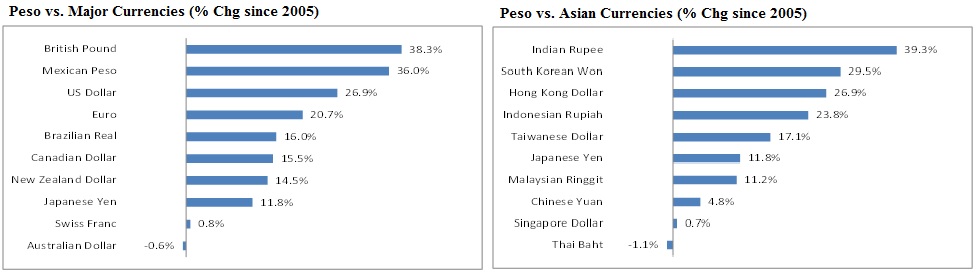 Peso vs. Major Currencies (% Chg since 2005)
British Pound 38.3%
Mexican Peso 36.0%
US Dollar 26.9%
Euro 20.7%
Brazilian Real 16.0%
Canadian Dollar 15.5%
New Zealand Dollar 14.5%
Japanese Yen 11.8%
Swiss Franc 0.8%
Australian Dollar -0.6%
Peso vs. Asian Currencies (% Chg since 2005)
Indian Rupee 39.3%
South Korean Won 29.5%
Hong Kong Dollar 26.9%
Indonesian Rupiah 23.8%
Taiwanese Dollar 17.1%
Japanese Yen 11.8%
Malaysian Ringgit 11.2%
Chinese Yuan 4.8%
Singapore Dollar 0.7%
Thai Baht -1.1%